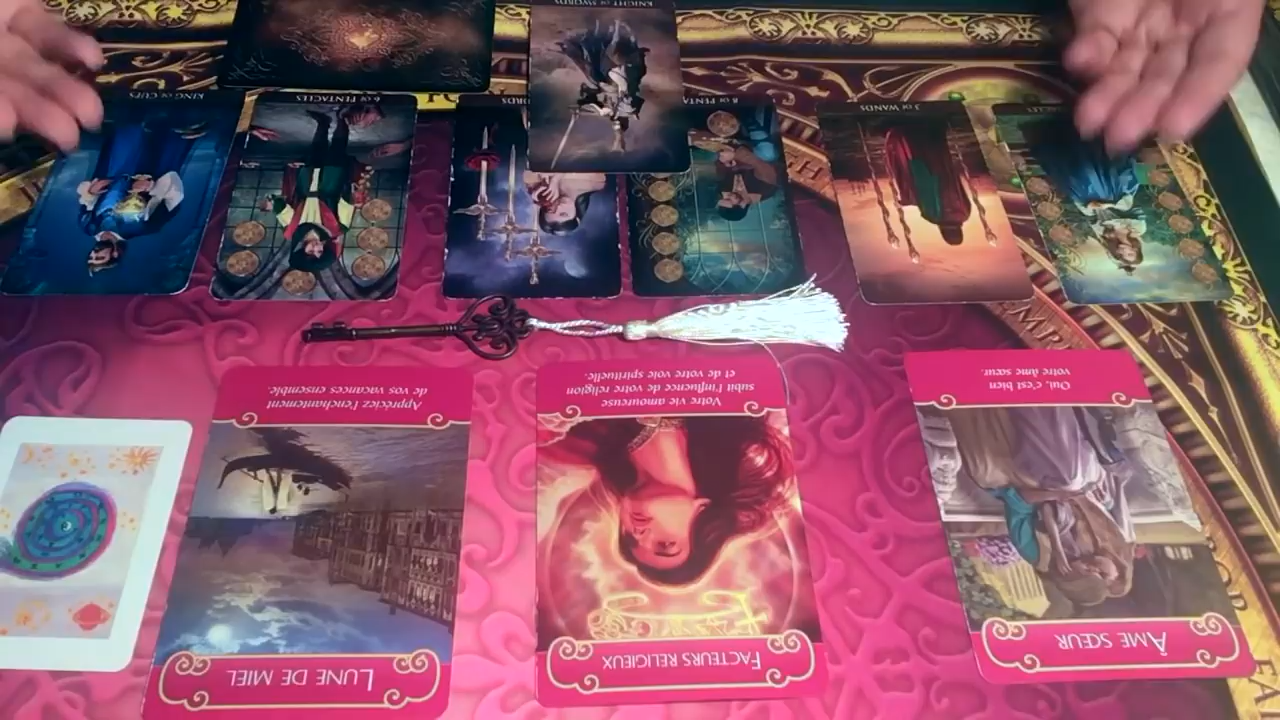 KNIGHT OF SWORDS
KING OF CUPS
6 OF PENTACLES
3 OF WANDS
Appréciez l'enchantement
de vos vacances ensemble.
LUNE DE MIEL
Votre vie amoureuse
subit l'influence de votre religion
et de votre voie spirituelle.
FACTEURS RELIGIEUX
Oui, c'est bien
votre âme sœur.
ÂME SŒUR